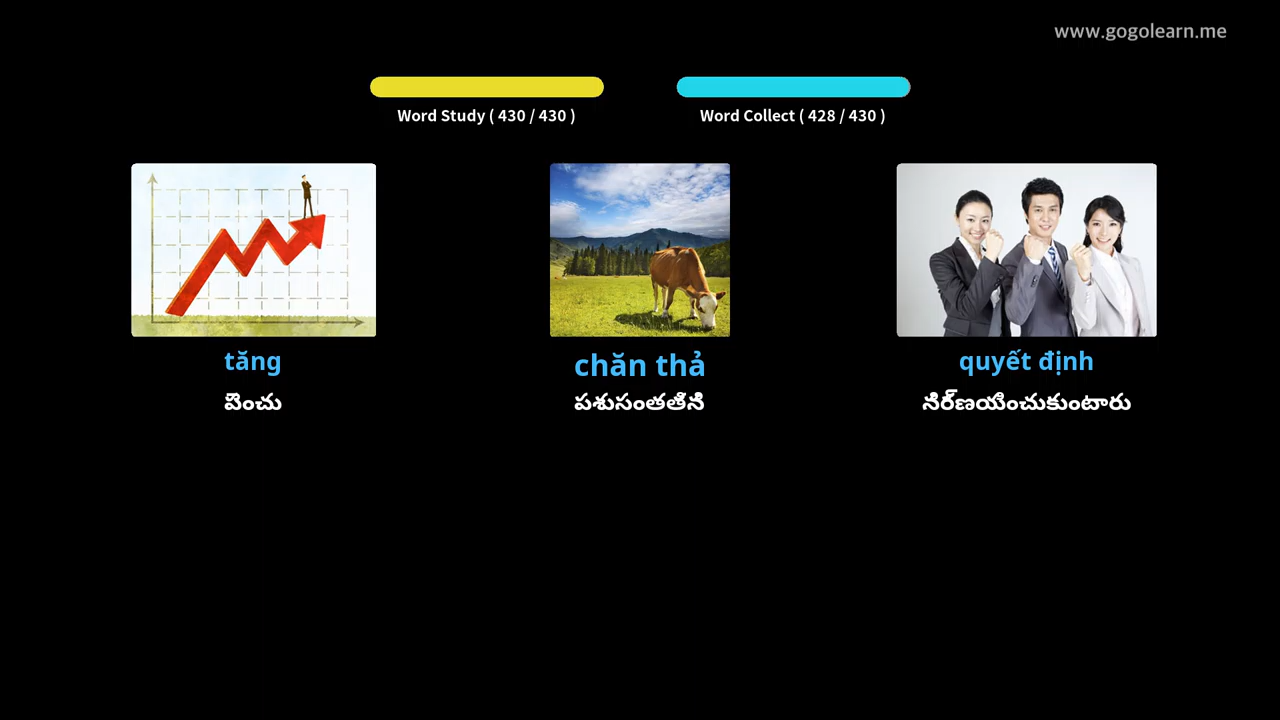 www.gogolearn.me
Word Study ( 430 / 430 )
Word Collect ( 428 / 430 )
tăng
chăn thả
quyết định
పెంచు
పశుసంతతిని
నిర్ణయించుకుంటారు